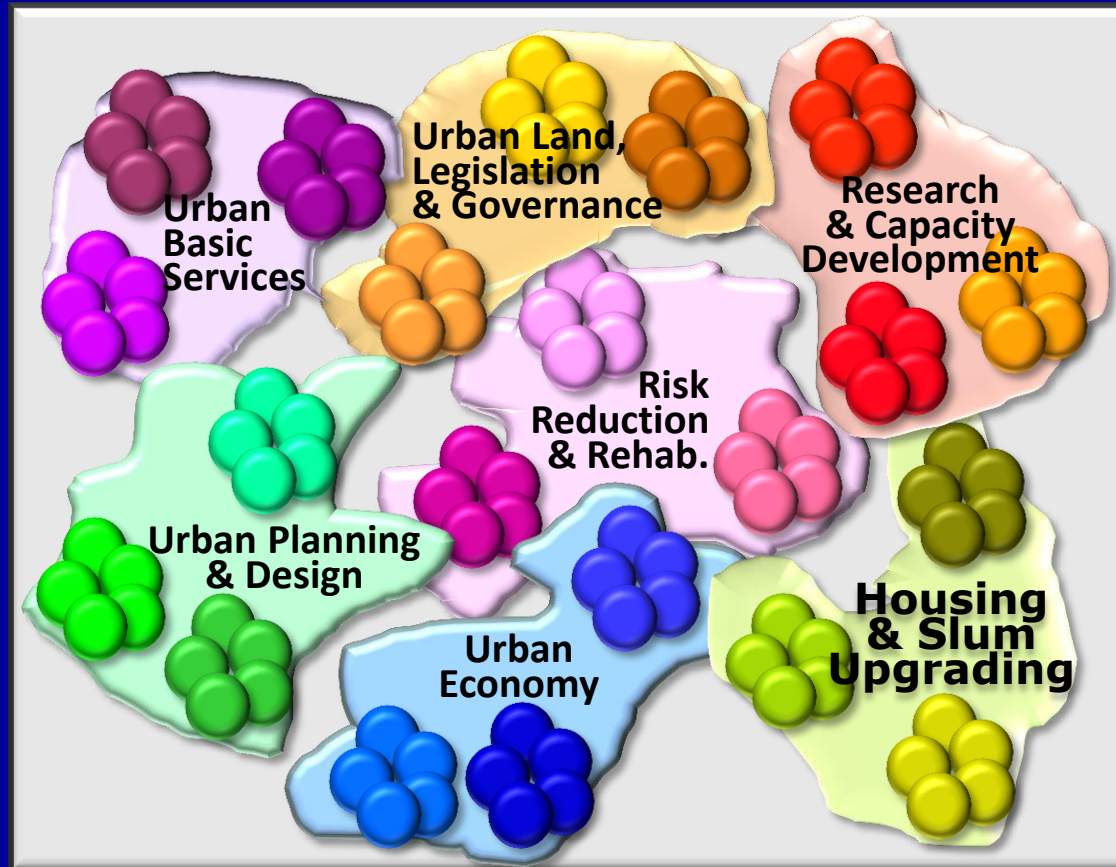 Urban Land,
Legislation
& Governance
Urban
Basic
Services
Research
& Capacity
Development
Risk
Reduction
& Rehab.
Urban Planning
& Design
Housing
& Slum
Upgrading
Urban
Economy